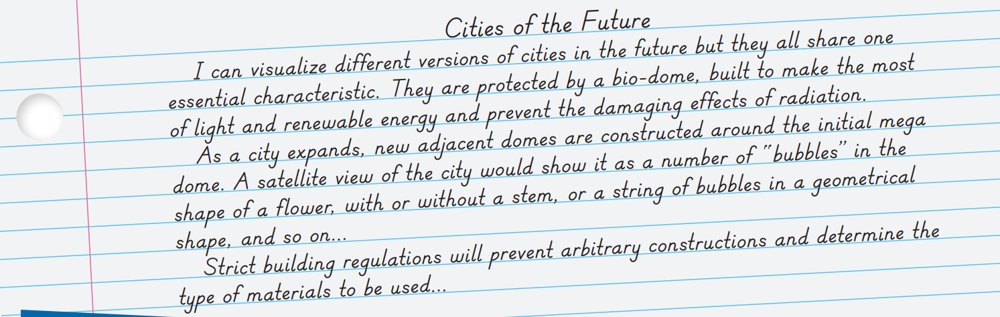 Cities of the Future
I can visualize different versions of cities in the future but they all share one
essential characteristic. They are protected by a bio-dome, built to make the most
of light and renewable energy and prevent the damaging effects of radiation.
As a city expands, new adjacent domes are constructed around the initial mega
dome. A satellite view of the city would show it as a number of “bubbles” in the
shape of a flower, with or without a stem, or a string of bubbles in a geometrical
shape, and so on...
Strict building regulations will prevent arbitrary constructions and determine the
type of materials to be used...